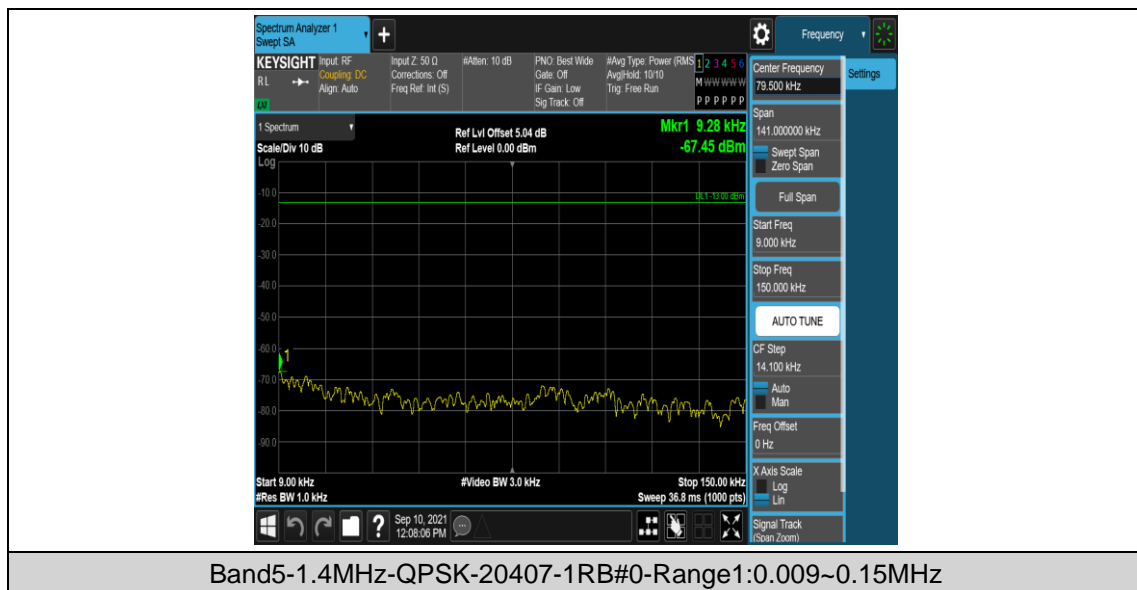 Spectrum Analyzer 1
Swept SA
+
Frequency
KEYSIGHT
Input: RF
Coupling: DC
Align: Auto
Input Z: 50 Ω
Corrections: Off
Freq Ref: Int (S)
#Atten: 10 dB
PNO: Best Wide
Gate: Off
IF Gain: Low
Sig Track: Off
#Avg Type: Power (RMS
Avg|Hold: 10/10
Trig: Free Run
1 2 3 4 5 6
M W W W W W
P P P P P P
R L
LXI
Center Frequency
79.500 kHz
Settings
Span
141.000000 kHz
Swept Span
Zero Span
Full Span
Start Freq
9.000 kHz
Stop Freq
150.000 kHz
AUTO TUNE
CF Step
14.100 kHz
Auto
Man
Freq Offset
0 Hz
X Axis Scale
Log
Lin
Signal Track
(Span Zoom)
1 Spectrum
Scale/Div 10 dB
Ref Lvl Offset 5.04 dB
Ref Level 0.00 dBm
Mkr1 9.28 kHz
-67.45 dBm
Log
DL1 -13.00 dBm
-10.0
-20.0
-30.0
-40.0
-50.0
-60.0
1
-70.0
-80.0
-90.0
Start 9.00 kHz
#Res BW 1.0 kHz
#Video BW 3.0 kHz
Stop 150.00 kHz
Sweep 36.8 ms (1000 pts)
?
Sep 10, 2021
12:08:06 PM
Band5-1.4MHz-QPSK-20407-1RB#0-Range1:0.009~0.15MHz